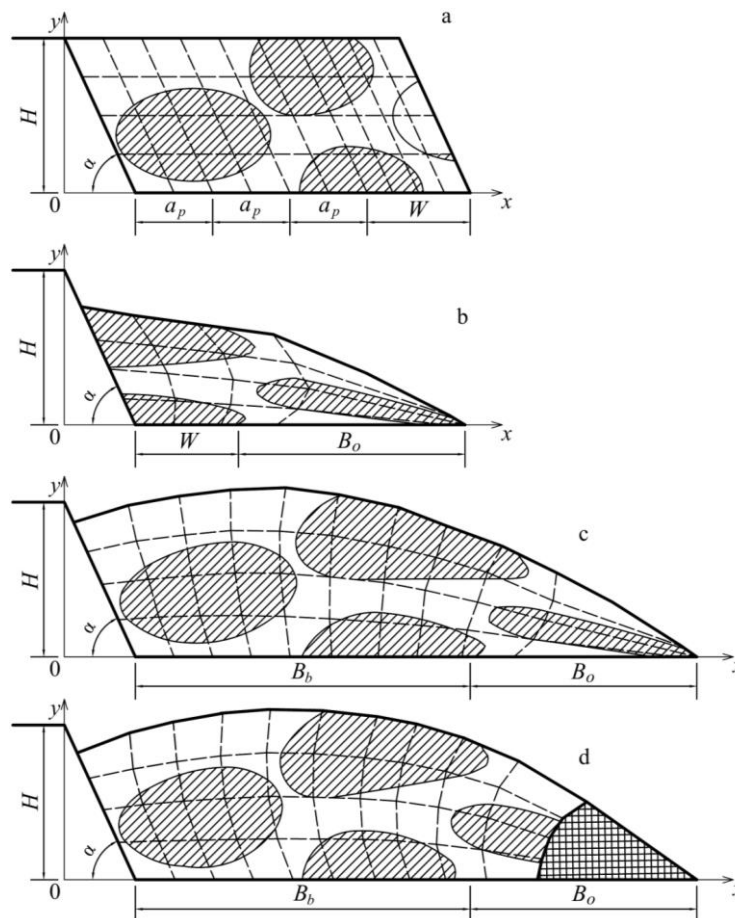 y a
H
α
0 x
a_p a_p a_p W
y
b
H
α
0 x
W B_o
y
c
H
α
0 x
B_b B_o
y
d
H
α
0 x
B_b B_o